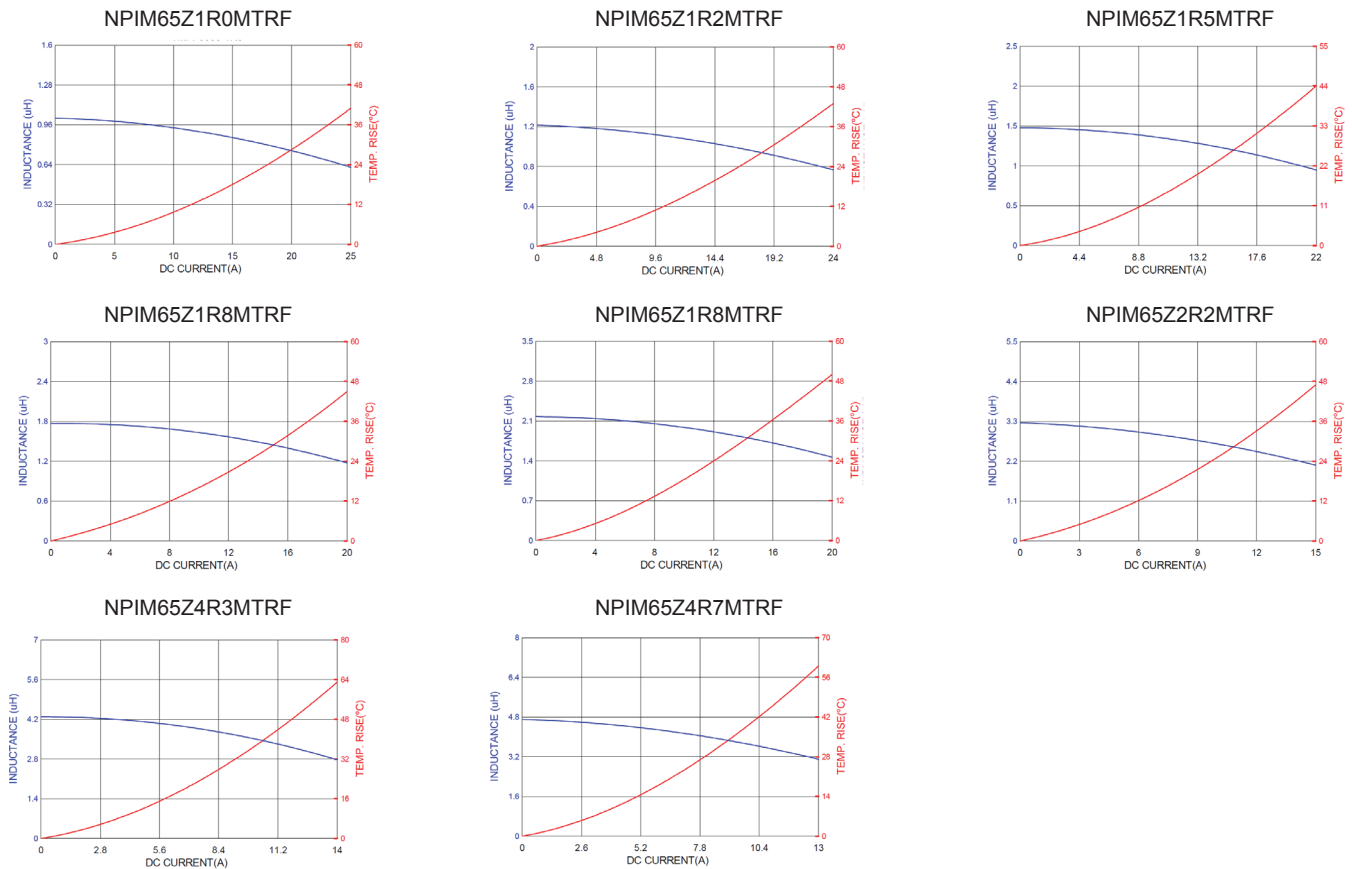 NPIM65Z1R0MTRF
NPIM65Z1R2MTRF
NPIM65Z1R5MTRF
1.6
1.28
0.96
0.64
0.32
0
INDUCTANCE (uH)
60
48
36
24
12
0
TEMP. RISE(ºC)
0 5 10 15 20 25
DC CURRENT(A)
2
1.6
1.2
0.8
0.4
0
INDUCTANCE (uH)
60
48
36
24
12
0
TEMP. RISE(ºC)
0 4.8 9.6 14.4 19.2 24
DC CURRENT(A)
2.5
2
1.5
1
0.5
0
INDUCTANCE (uH)
55
44
33
22
11
0
TEMP. RISE(ºC)
0 4.4 8.8 13.2 17.6 22
DC CURRENT(A)
NPIM65Z1R8MTRF
NPIM65Z1R8MTRF
NPIM65Z2R2MTRF
3
2.4
1.8
1.2
0.6
0
INDUCTANCE (uH)
60
48
36
24
12
0
TEMP. RISE(ºC)
0 4 8 12 16 20
DC CURRENT(A)
3.5
2.8
2.1
1.4
0.7
0
INDUCTANCE (uH)
60
48
36
24
12
0
TEMP. RISE(ºC)
0 4 8 12 16 20
DC CURRENT(A)
5.5
4.4
3.3
2.2
1.1
0
INDUCTANCE (uH)
60
48
36
24
12
0
TEMP. RISE(ºC)
0 3 6 9 12 15
DC CURRENT(A)
NPIM65Z4R3MTRF
NPIM65Z4R7MTRF
7
5.6
4.2
2.8
1.4
0
INDUCTANCE (uH)
80
64
48
32
16
0
TEMP. RISE(ºC)
0 2.8 5.6 8.4 11.2 14
DC CURRENT(A)
8
6.4
4.8
3.2
1.6
0
INDUCTANCE (uH)
70
56
42
28
14
0
TEMP. RISE(ºC)
0 2.6 5.2 7.8 10.4 13
DC CURRENT(A)